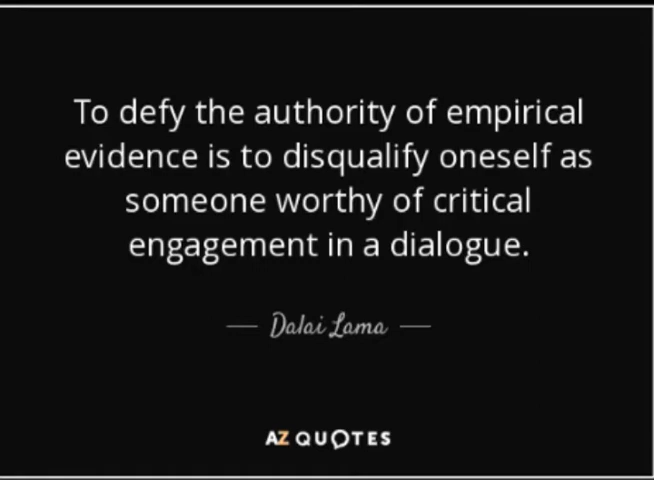 To defy the authority of empirical
evidence is to disqualify oneself as
someone worthy of critical
engagement in a dialogue.
— Dalai Lama —
AZ QUOTES